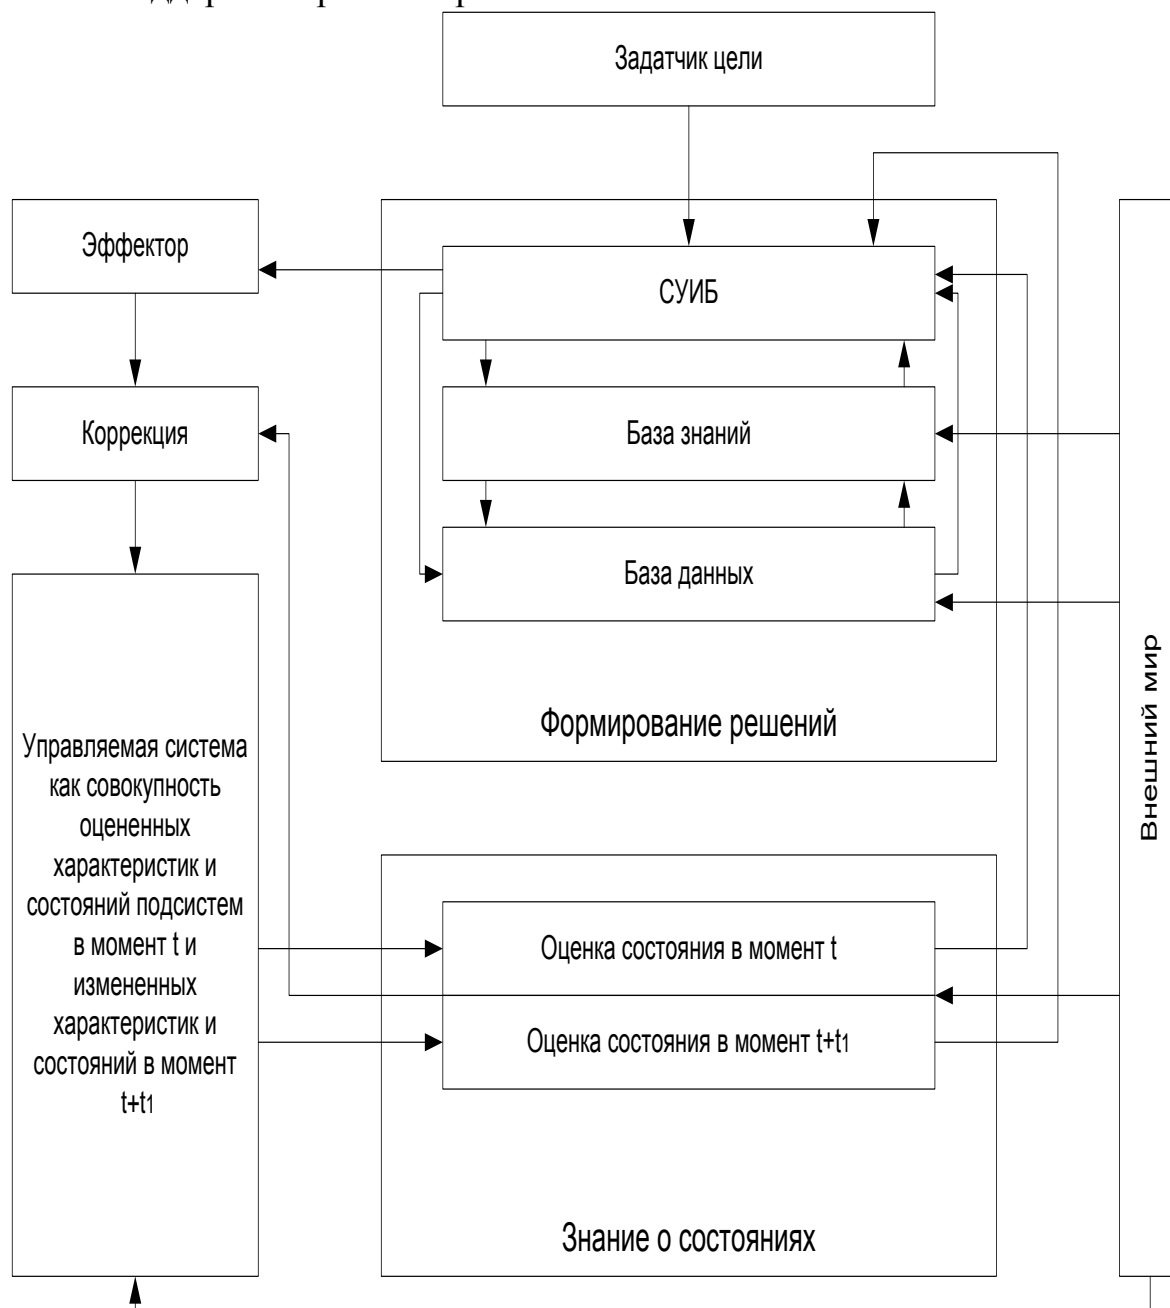 Задатчик цели
Эффектор
СУИБ
Коррекция
База знаний
База данных
Формирование решений
Внешний мир
Управляемая система
как совокупность
оцененных
характеристик и
состояний подсистем
в момент t и
измененных
характеристик и
состояний в момент
t+t1
Оценка состояния в момент t
Оценка состояния в момент t+t1
Знание о состояниях